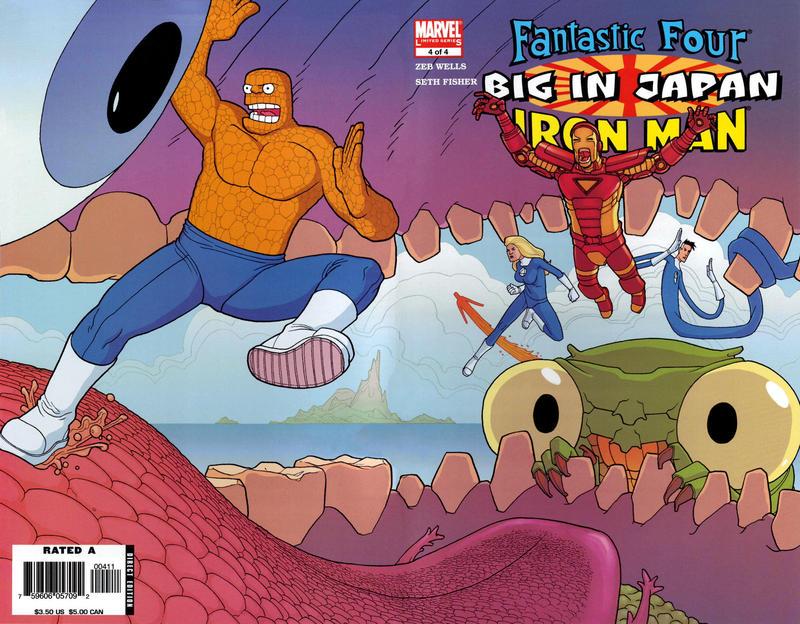 MARVEL
LIMITED SERIES
4 of 4
ZEB WELLS
SETH FISHER
Fantastic Four
BIG IN JAPAN
IRON MAN
RATED A
DIRECT EDITION
00411
7 59606 05709 2
$3.50 US $5.00 CAN